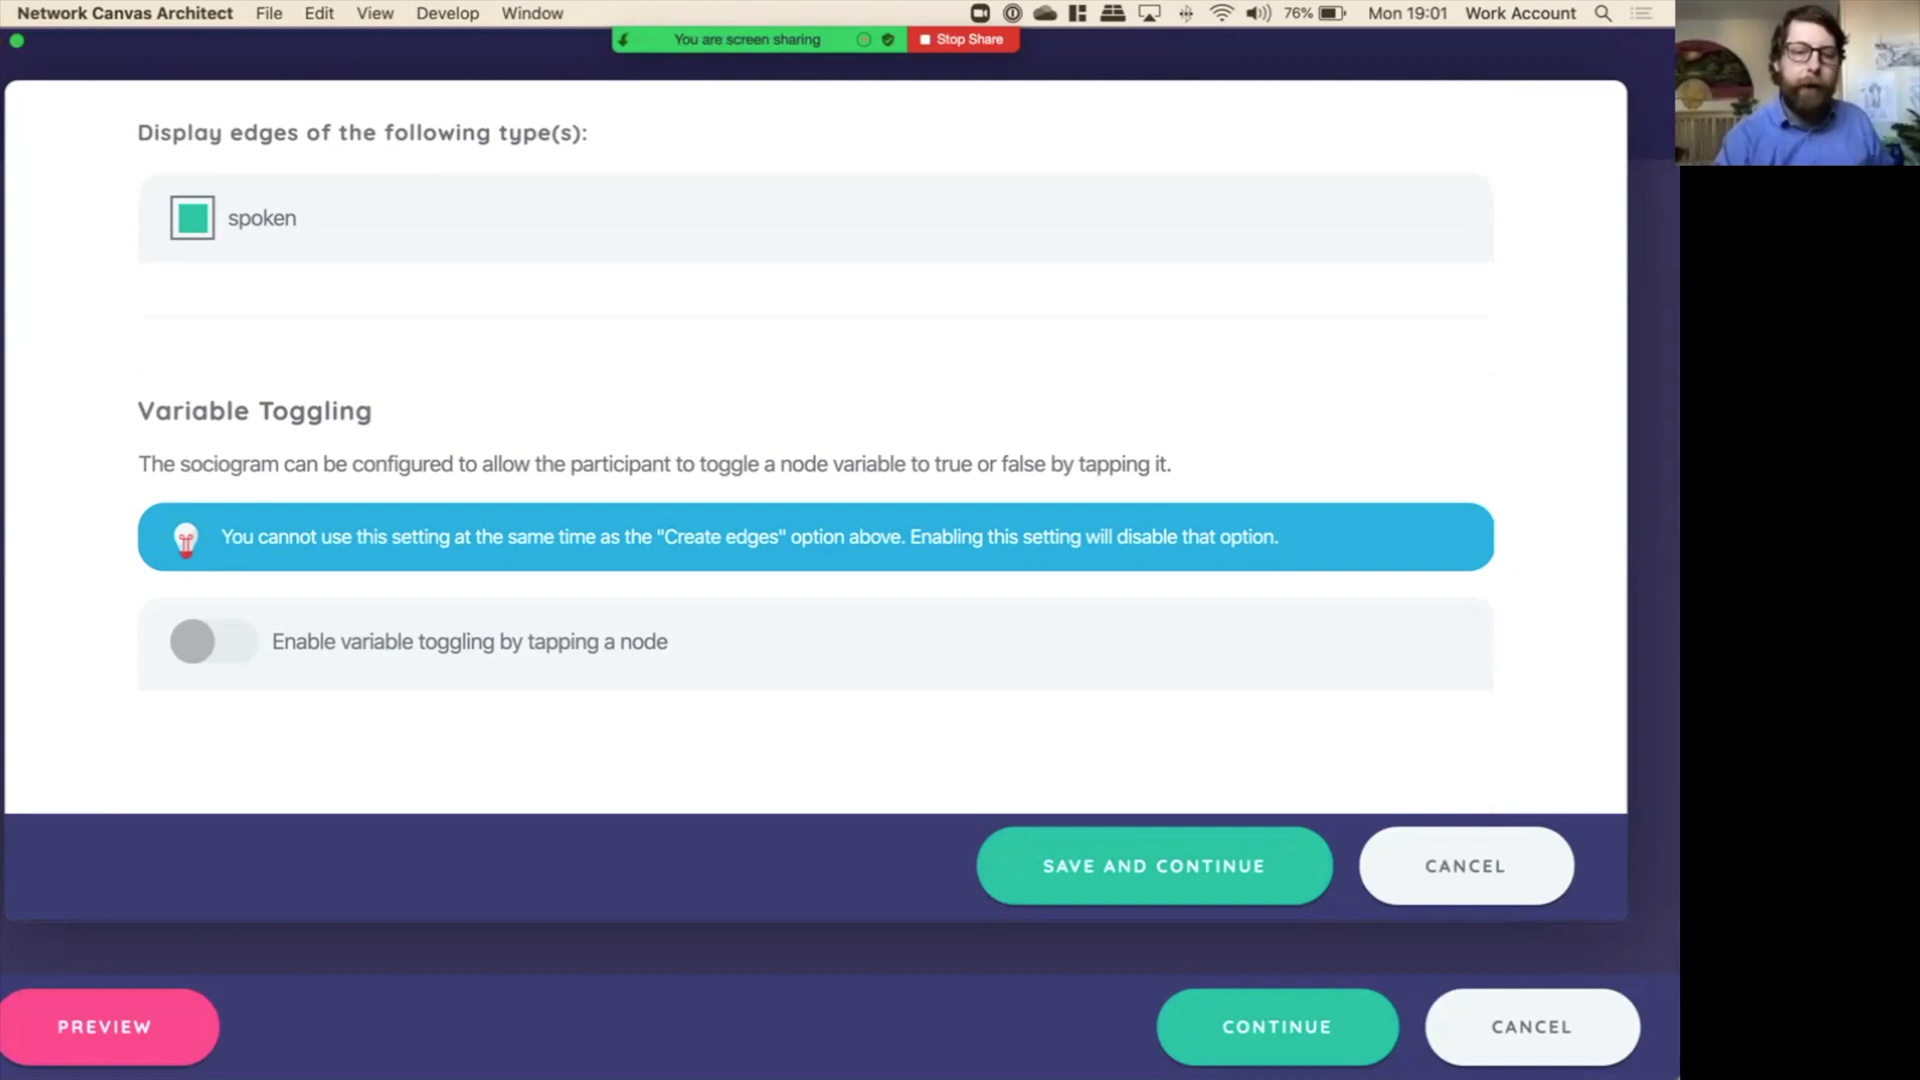 Network Canvas Architect File Edit View Develop Window 76% Mon 19:01 Work Account
You are screen sharing Stop Share
Display edges of the following type(s):
spoken
Variable Toggling
The sociogram can be configured to allow the participant to toggle a node variable to true or false by tapping it.
You cannot use this setting at the same time as the "Create edges" option above. Enabling this setting will disable that option.
Enable variable toggling by tapping a node
SAVE AND CONTINUE CANCEL
PREVIEW CONTINUE CANCEL